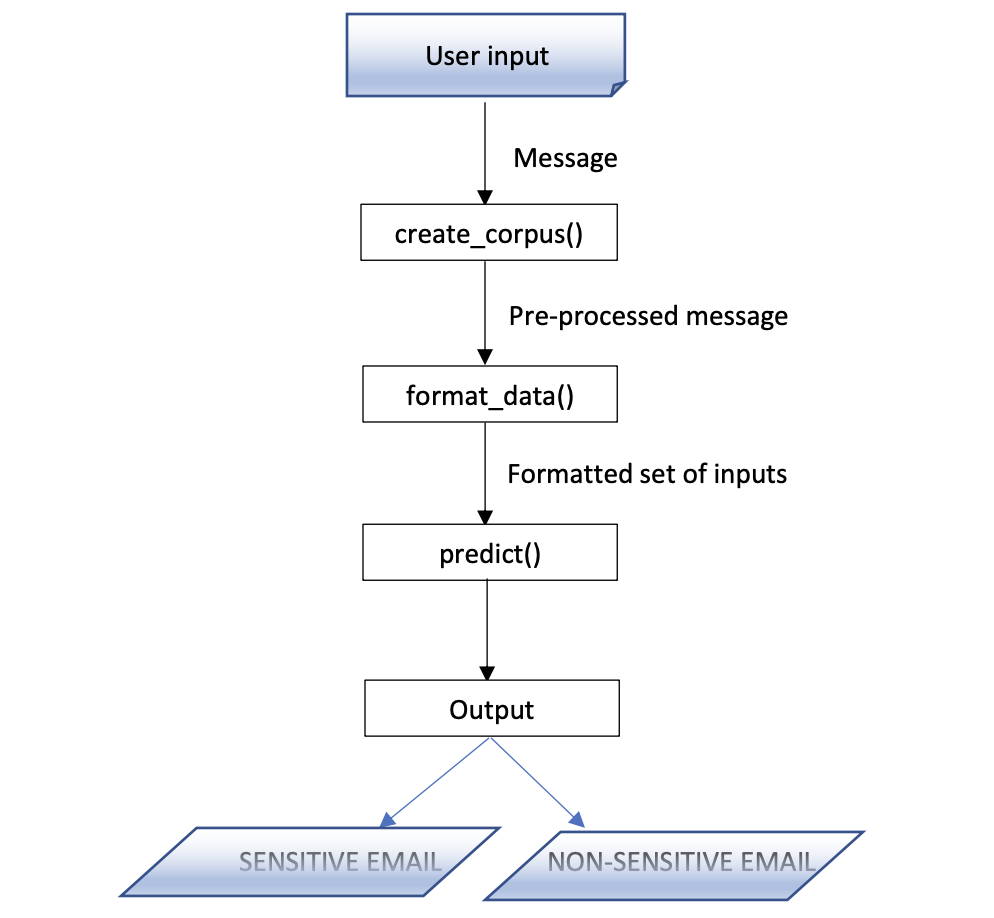 User input
Message
create_corpus()
Pre-processed message
format_data()
Formatted set of inputs
predict()
Output
SENSITIVE EMAIL
NON-SENSITIVE EMAIL